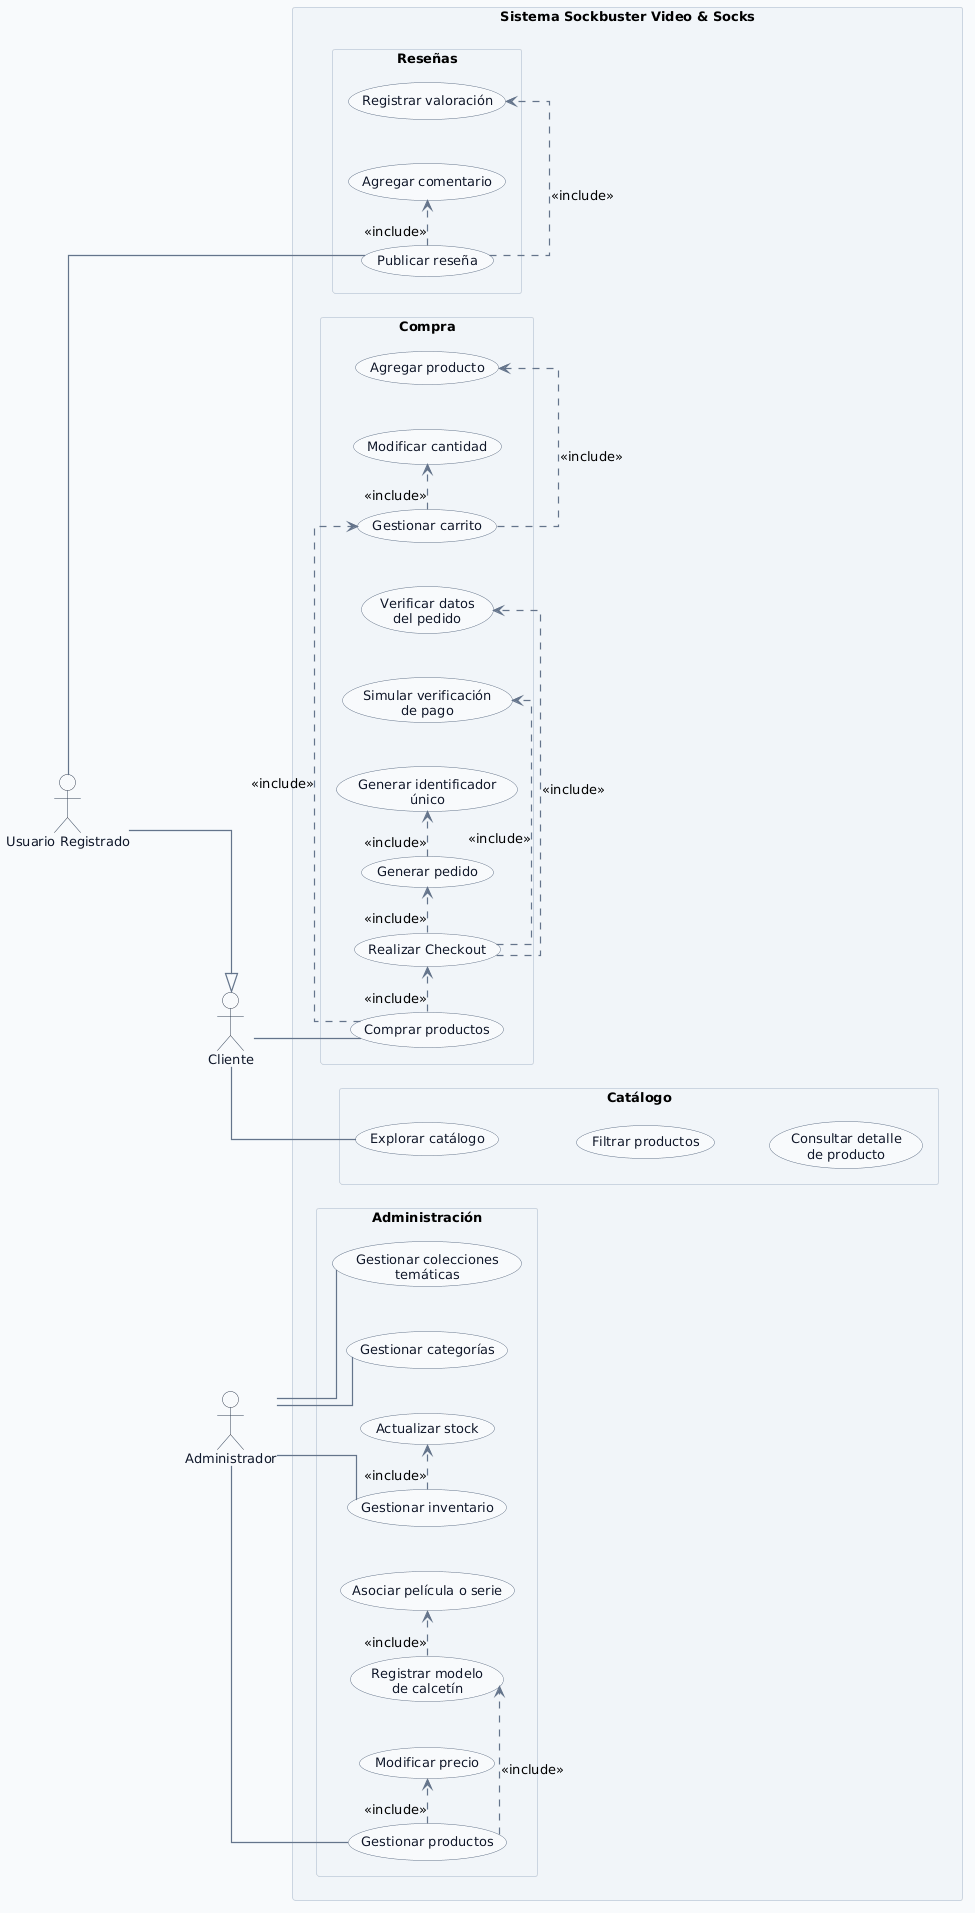 Sistema Sockbuster Video & Socks
Reseñas
Registrar valoración
Agregar comentario
«include»
«include»
Publicar reseña
Compra
Agregar producto
Modificar cantidad
«include»
«include»
Gestionar carrito
Verificar datos
del pedido
Simular verificación
de pago
Generar identificador
único
«include»
«include»
«include»
«include»
Generar pedido
«include»
Realizar Checkout
«include»
Comprar productos
Usuario Registrado
Cliente
Catálogo
Explorar catálogo
Filtrar productos
Consultar detalle
de producto
Administración
Gestionar colecciones
temáticas
Gestionar categorías
Actualizar stock
Administrador
«include»
Gestionar inventario
Asociar película o serie
«include»
Registrar modelo
de calcetín
Modificar precio
«include»
«include»
Gestionar productos